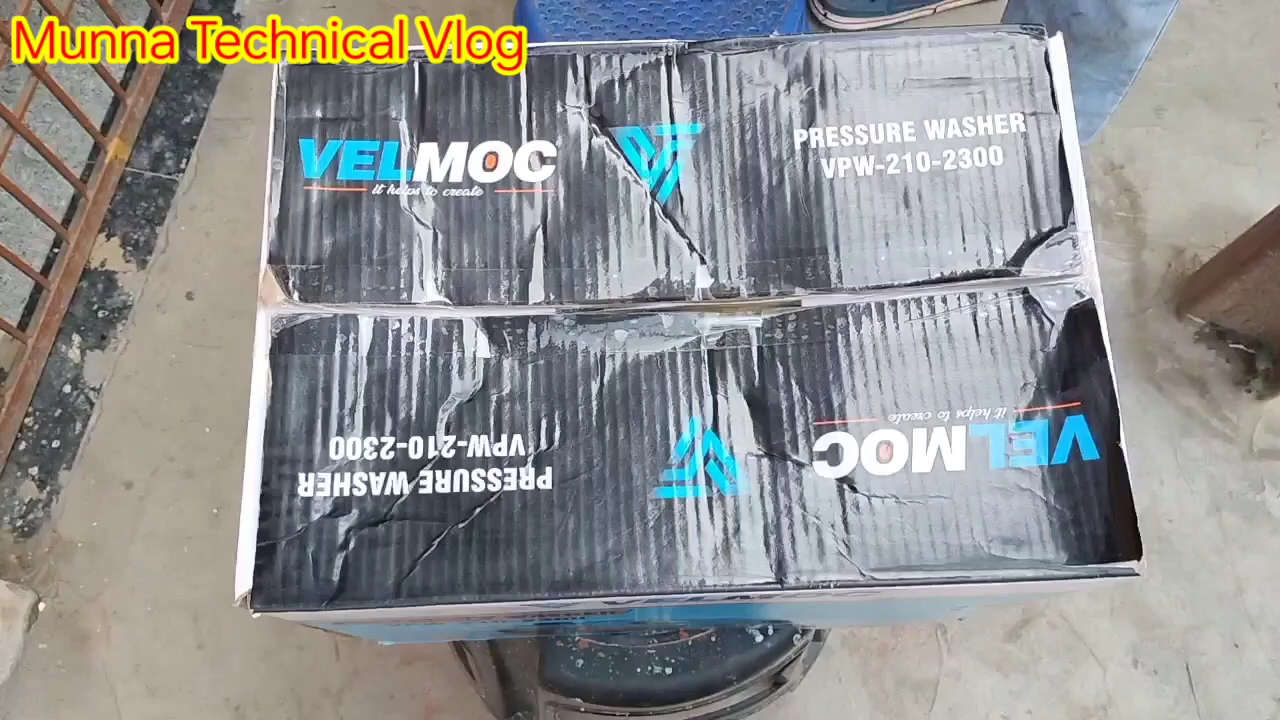 Munna Technical Vlog
VELMOC
it helps to create
PRESSURE WASHER
VPW-210-2300
VELMOC
it helps to create
PRESSURE WASHER
VPW-210-2300